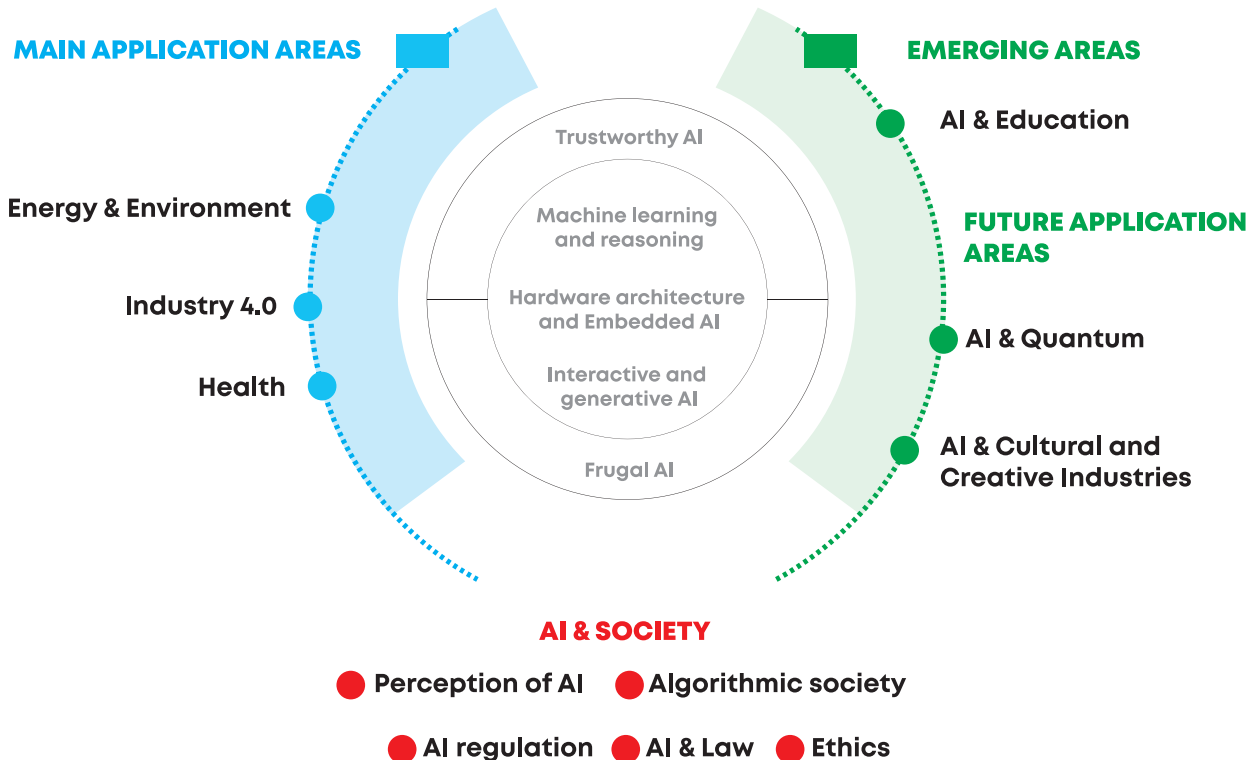 MAIN APPLICATION AREAS
Energy & Environment
Industry 4.0
Health
Trustworthy AI
Machine learning
and reasoning
Hardware architecture
and Embedded AI
Interactive and
generative AI
Frugal AI
EMERGING AREAS
AI & Education
FUTURE APPLICATION
AREAS
AI & Quantum
AI & Cultural and
Creative Industries
AI & SOCIETY
Perception of AI
Algorithmic society
AI regulation
AI & Law
Ethics